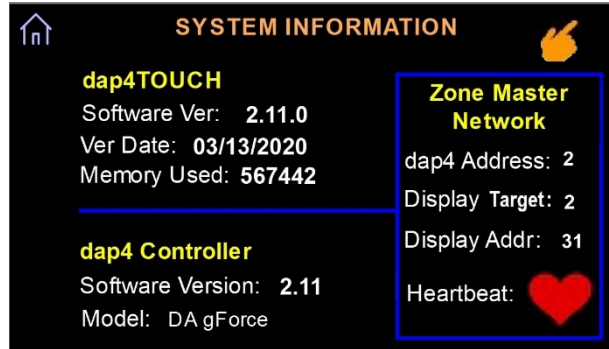 SYSTEM INFORMATION
dap4TOUCH
Software Ver: 2.11.0
Ver Date: 03/13/2020
Memory Used: 567442
dap4 Controller
Software Version: 2.11
Model: DA gForce
Zone Master
Network
dap4 Address: 2
Display Target: 2
Display Addr: 31
Heartbeat: